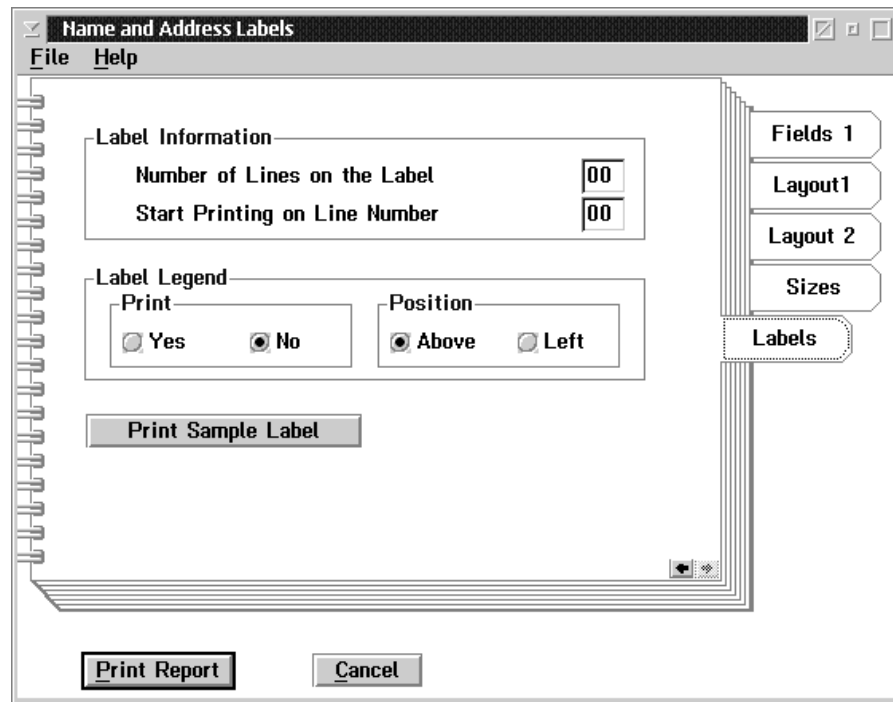 Name and Address Labels
File Help
Label Information
Number of Lines on the Label 00
Start Printing on Line Number 00
Label Legend
Print
Yes No
Position
Above Left
Print Sample Label
Fields 1
Layout1
Layout 2
Sizes
Labels
Print Report Cancel